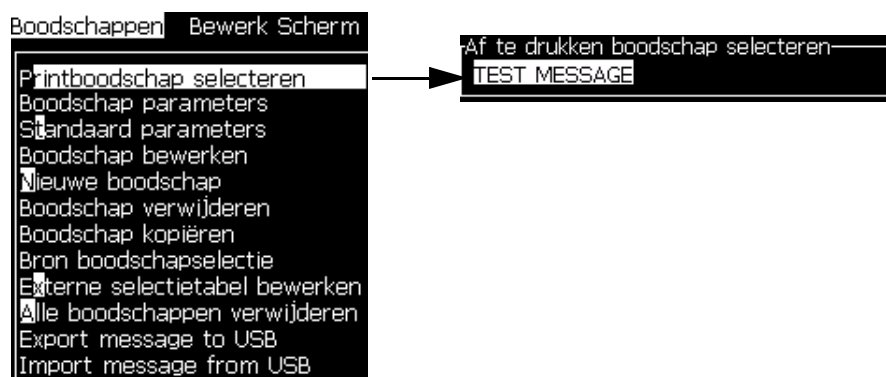 Boodschappen Bewerk Scherm
Printboodschap selecteren
Boodschap parameters
Standaard parameters
Boodschap bewerken
Nieuwe boodschap
Boodschap verwijderen
Boodschap kopiëren
Bron boodschapselectie
Externe selectietabel bewerken
Alle boodschappen verwijderen
Export message to USB
Import message from USB
Af te drukken boodschap selecteren
TEST MESSAGE